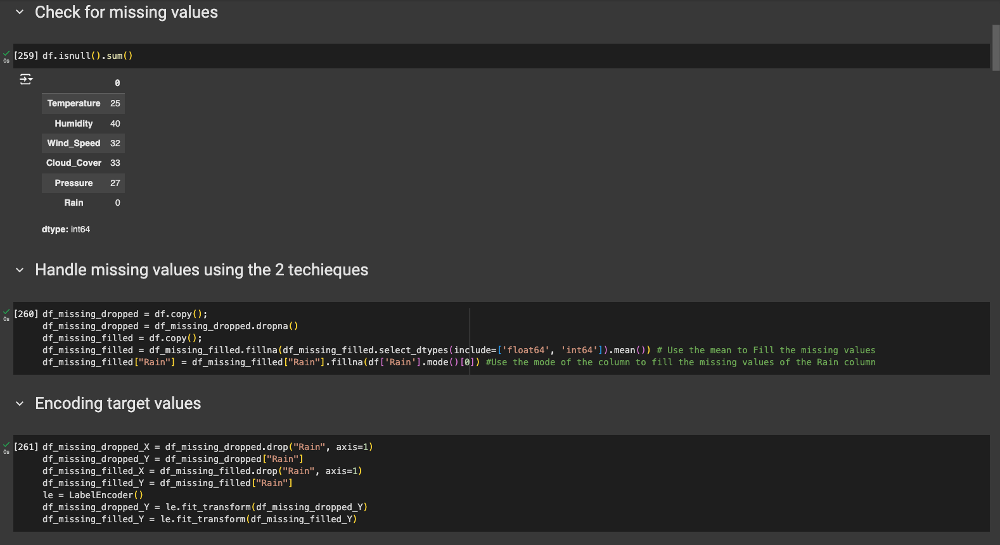 Check for missing values
[259] df.isnull().sum()
0s
0
Temperature 25
Humidity 40
Wind_Speed 32
Cloud_Cover 33
Pressure 27
Rain 0
dtype: int64
Handle missing values using the 2 techieques
[260] df_missing_dropped = df.copy();
0s
df_missing_dropped = df_missing_dropped.dropna()
df_missing_filled = df.copy();
df_missing_filled = df_missing_filled.fillna(df_missing_filled.select_dtypes(include=['float64', 'int64']).mean()) # Use the mean to Fill the missing values
df_missing_filled["Rain"] = df_missing_filled["Rain"].fillna(df['Rain'].mode()[0]) #Use the mode of the column to fill the missing values of the Rain column
Encoding target values
[261] df_missing_dropped_X = df_missing_dropped.drop("Rain", axis=1)
0s
df_missing_dropped_Y = df_missing_dropped["Rain"]
df_missing_filled_X = df_missing_filled.drop("Rain", axis=1)
df_missing_filled_Y = df_missing_filled["Rain"]
le = LabelEncoder()
df_missing_dropped_Y = le.fit_transform(df_missing_dropped_Y)
df_missing_filled_Y = le.fit_transform(df_missing_filled_Y)